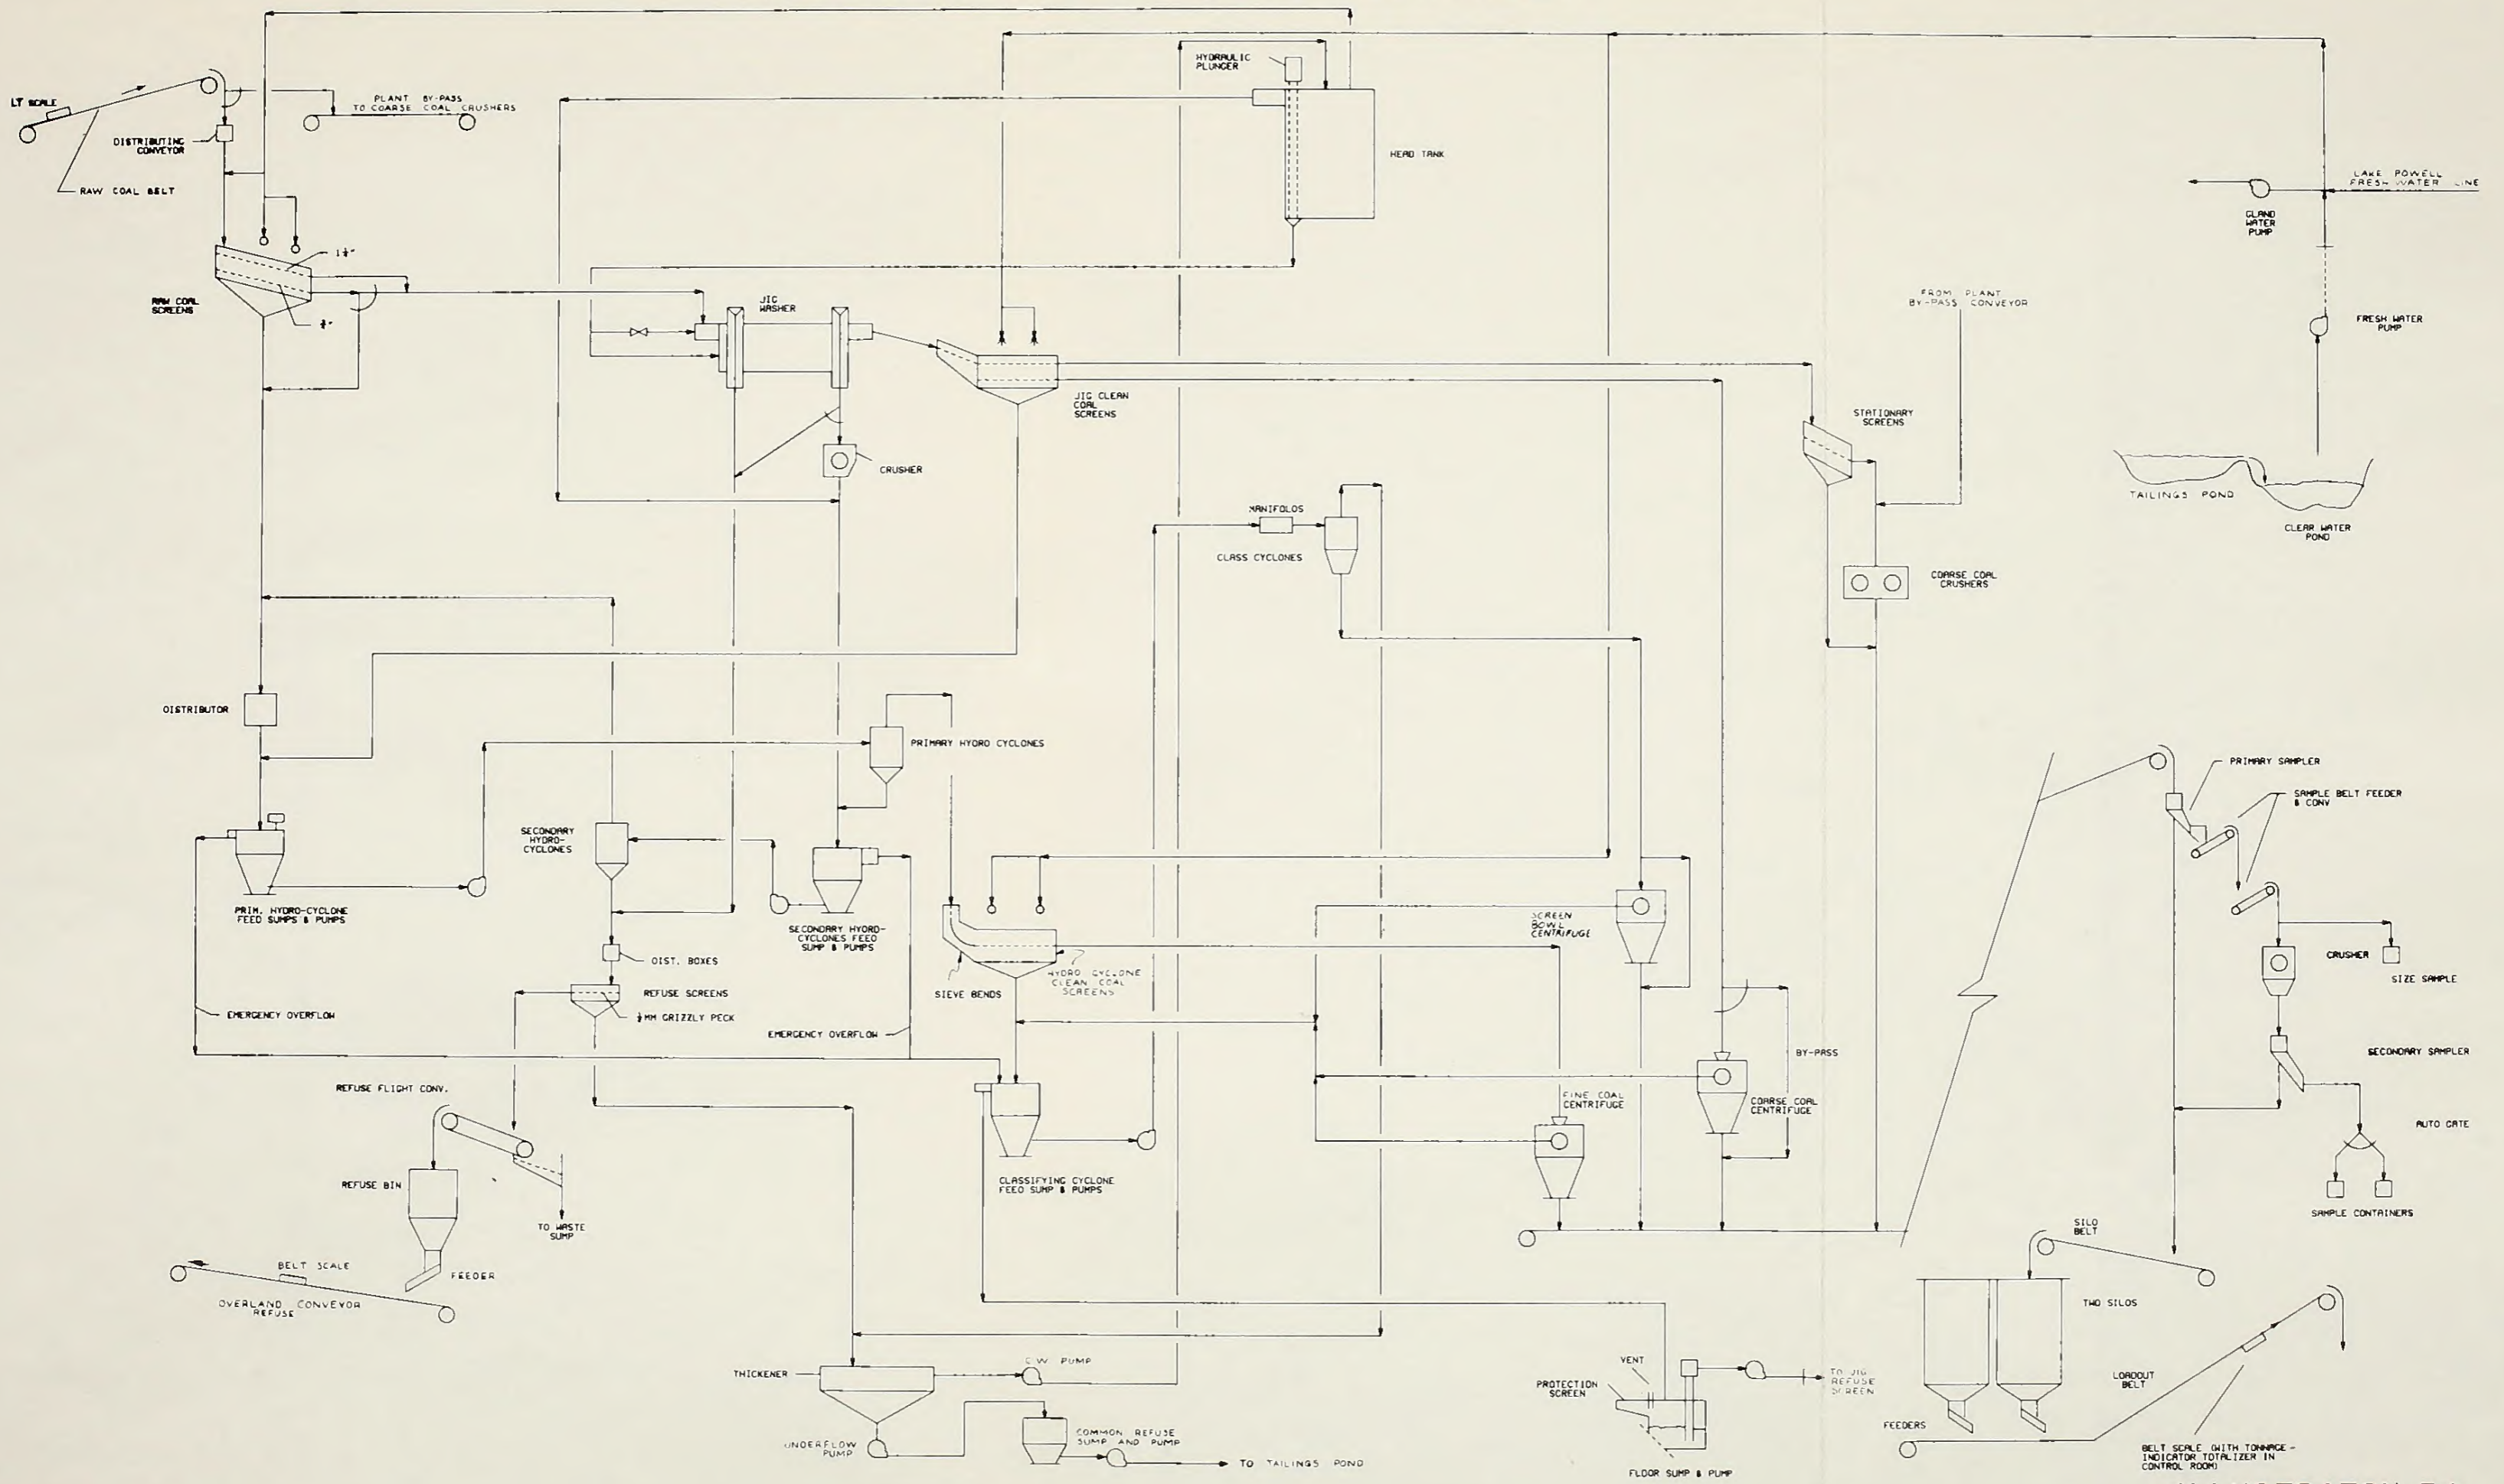 LT SCALE
PLANT BY-PASS
TO COARSE COAL CRUSHERS
DISTRIBUTING
CONVEYOR
RAW COAL BELT
HYDRAULIC
PLUNGER
HEAD TANK
LAKE POWELL
FRESH WATER LINE
GLAND
WATER
PUMP
RAW COAL
SCREENS
JIG
WASHER
FROM PLANT
BY-PASS CONVEYOR
FRESH WATER
PUMP
JIG CLEAN
COAL
SCREENS
STATIONARY
SCREENS
CRUSHER
TAILINGS POND
CLEAR WATER
POND
MANIFOLDS
CLASS CYCLONES
COARSE COAL
CRUSHERS
DISTRIBUTOR
PRIMARY HYDRO CYCLONES
PRIMARY SAMPLER
SAMPLE BELT FEEDER
& CONV
SECONDARY
HYDRO-
CYCLONES
PRIM. HYDRO-CYCLONE
FEED SUMPS & PUMPS
SECONDARY HYDRO-
CYCLONES FEED
SUMP & PUMPS
SCREEN
BOWL
CENTRIFUGE
DIST. BOXES
HYDRO CYCLONE
CLEAN COAL
SCREENS
SIEVE BENDS
REFUSE SCREENS
MM GRIZZLY PECK
CRUSHER
SIZE SAMPLE
EMERGENCY OVERFLOW
EMERGENCY OVERFLOW
BY-PASS
SECONDARY SAMPLER
REFUSE FLIGHT CONV.
FINE COAL
CENTRIFUGE
COARSE COAL
CENTRIFUGE
AUTO GATE
REFUSE BIN
CLASSIFYING CYCLONE
FEED SUMP & PUMPS
TO WASTE
SUMP
SAMPLE CONTAINERS
SILO
BELT
BELT SCALE
FEEDER
OVERLAND CONVEYOR
REFUSE
TWO SILOS
THICKENER
C.W. PUMP
VENT
PROTECTION
SCREEN
TO JIG
REFUSE
SCREEN
LOADOUT
BELT
FEEDERS
UNDERFLOW
PUMP
COMMON REFUSE
SUMP AND PUMP
TO TAILINGS POND
FLOOR SUMP & PUMP
BELT SCALE (WITH TONNAGE-
INDICATOR TOTALIZER IN
CONTROL ROOM)